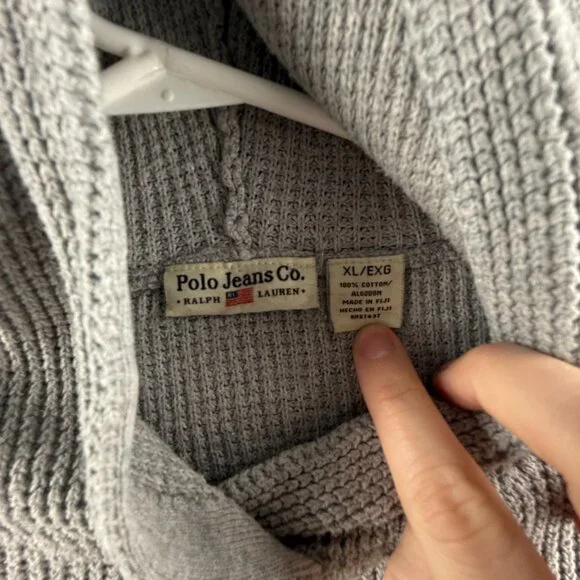 Polo Jeans Co.
• RALPH LAUREN •
XL/EXG
100% COTTON/
ALGODON
MADE IN FIJI
HECHO EN FIJI